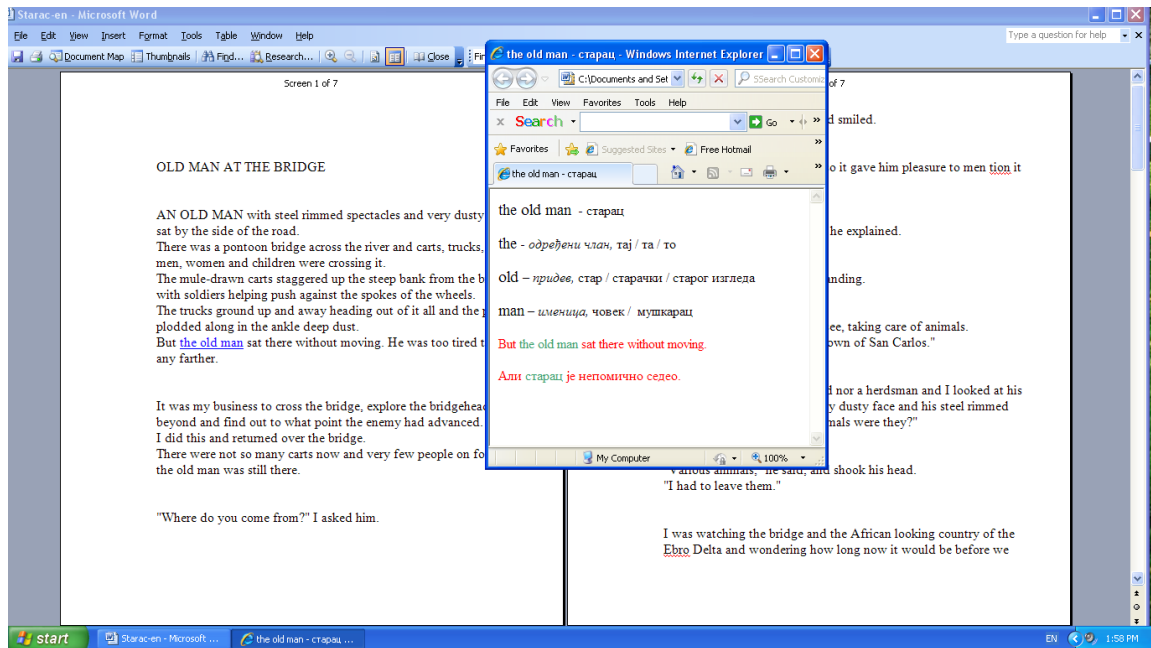 Starac-en - Microsoft Word
File Edit View Insert Format Tools Table Window Help
Type a question for help
Document Map Thumbnails Find... Research... Close
Screen 1 of 7
OLD MAN AT THE BRIDGE
AN OLD MAN with steel rimmed spectacles and very dusty
sat by the side of the road.
There was a pontoon bridge across the river and carts, trucks,
men, women and children were crossing it.
The mule-drawn carts staggered up the steep bank from the b
with soldiers helping push against the spokes of the wheels.
The trucks ground up and away heading out of it all and the
plodded along in the ankle deep dust.
But the old man sat there without moving. He was too tired t
any farther.
It was my business to cross the bridge, explore the bridgehead
beyond and find out to what point the enemy had advanced.
I did this and returned over the bridge.
There were not so many carts now and very few people on fo
the old man was still there.
"Where do you come from?" I asked him.
the old man - старац - Windows Internet Explorer
C:\Documents and Set
SSearch Customiz
File Edit View Favorites Tools Help
Search
Go
Favorites Suggested Sites Free Hotmail
the old man - старац
the old man - старац
the - одређени члан, тај / та / то
old – придев, стар / старачки / старог изгледа
man – именица, човек / мушкарац
But the old man sat there without moving.
Али старац је непомично седео.
My Computer
100%
of 7
d smiled.
o it gave him pleasure to men tion it
he explained.
nding.
ee, taking care of animals.
own of San Carlos."
d nor a herdsman and I looked at his
y dusty face and his steel rimmed
mals were they?"
"Various animals," he said, and shook his head.
"I had to leave them."
I was watching the bridge and the African looking country of the
Ebro Delta and wondering how long now it would be before we
start
Starac-en - Microsoft ...
the old man - старац ...
EN
1:58 PM